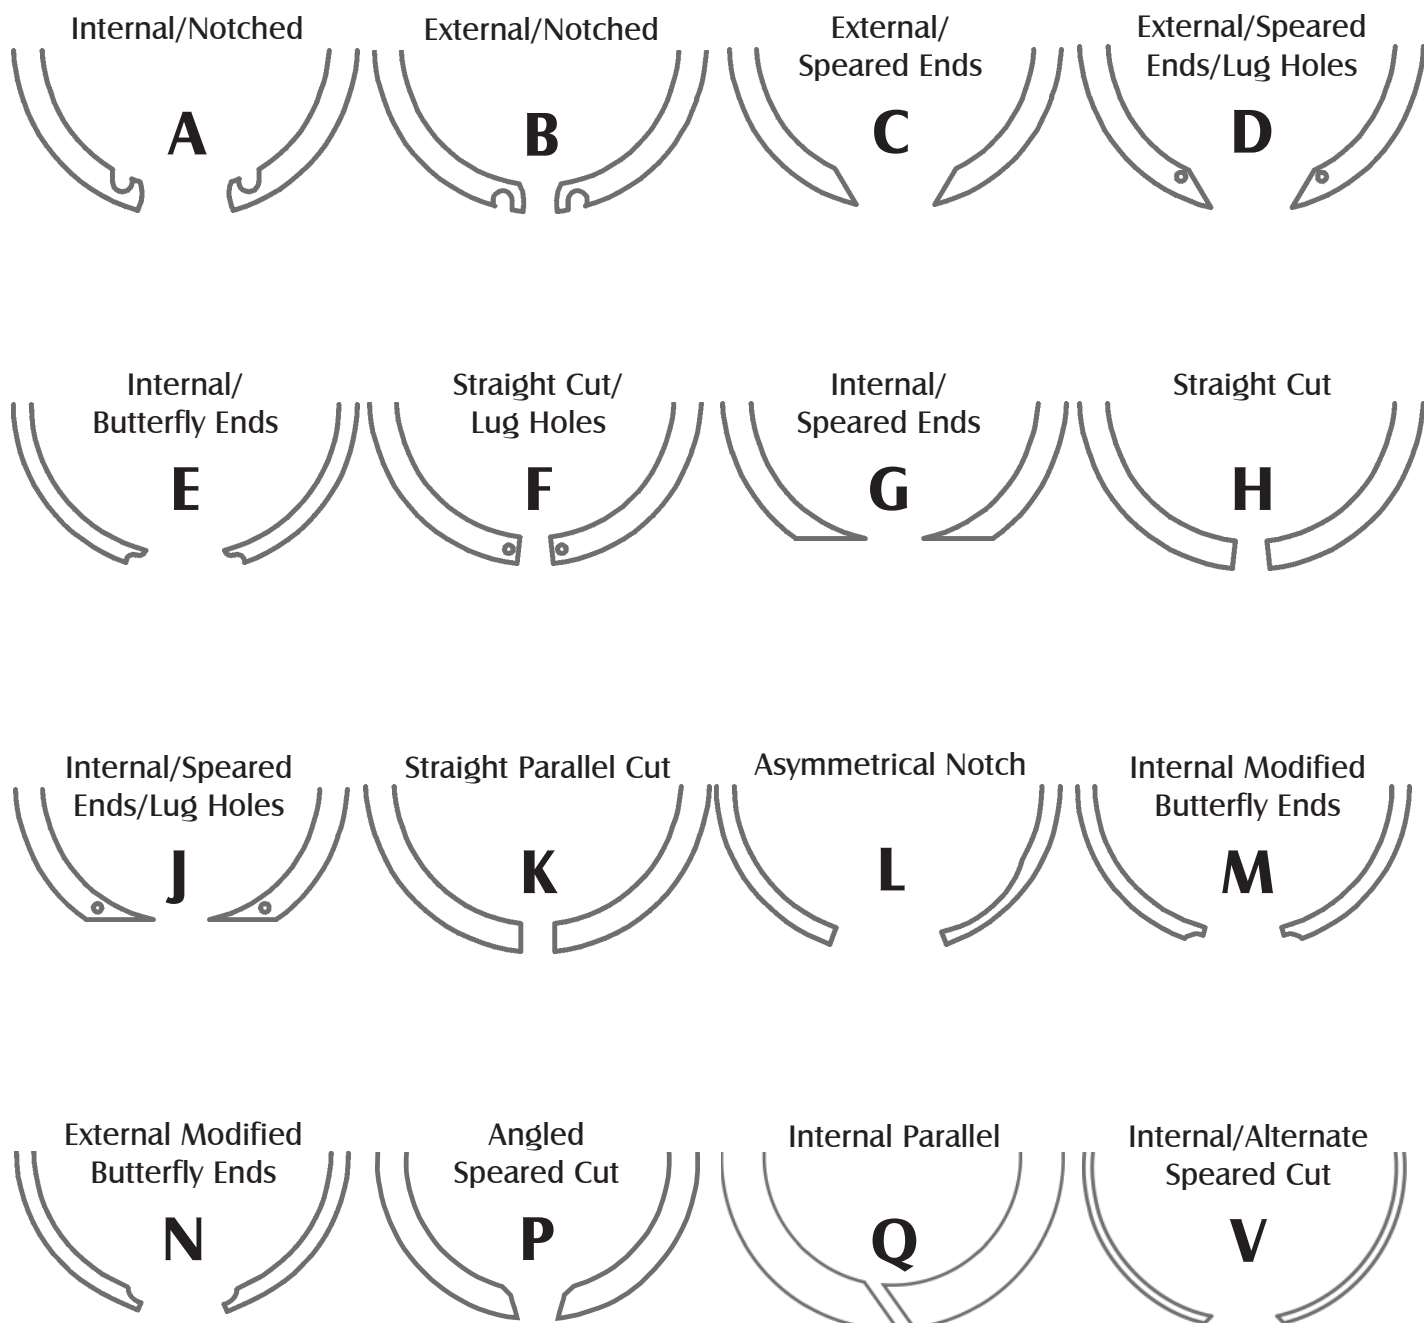 Internal/Notched
A
External/Notched
B
External/
Speared Ends
C
External/Speared
Ends/Lug Holes
D
Internal/
Butterfly Ends
E
Straight Cut/
Lug Holes
F
Internal/
Speared Ends
G
Straight Cut
H
Internal/Speared
Ends/Lug Holes
J
Straight Parallel Cut
K
Asymmetrical Notch
L
Internal Modified
Butterfly Ends
M
External Modified
Butterfly Ends
N
Angled
Speared Cut
P
Internal Parallel
Q
Internal/Alternate
Speared Cut
V